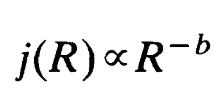 j(R) ∝ R^{-b}